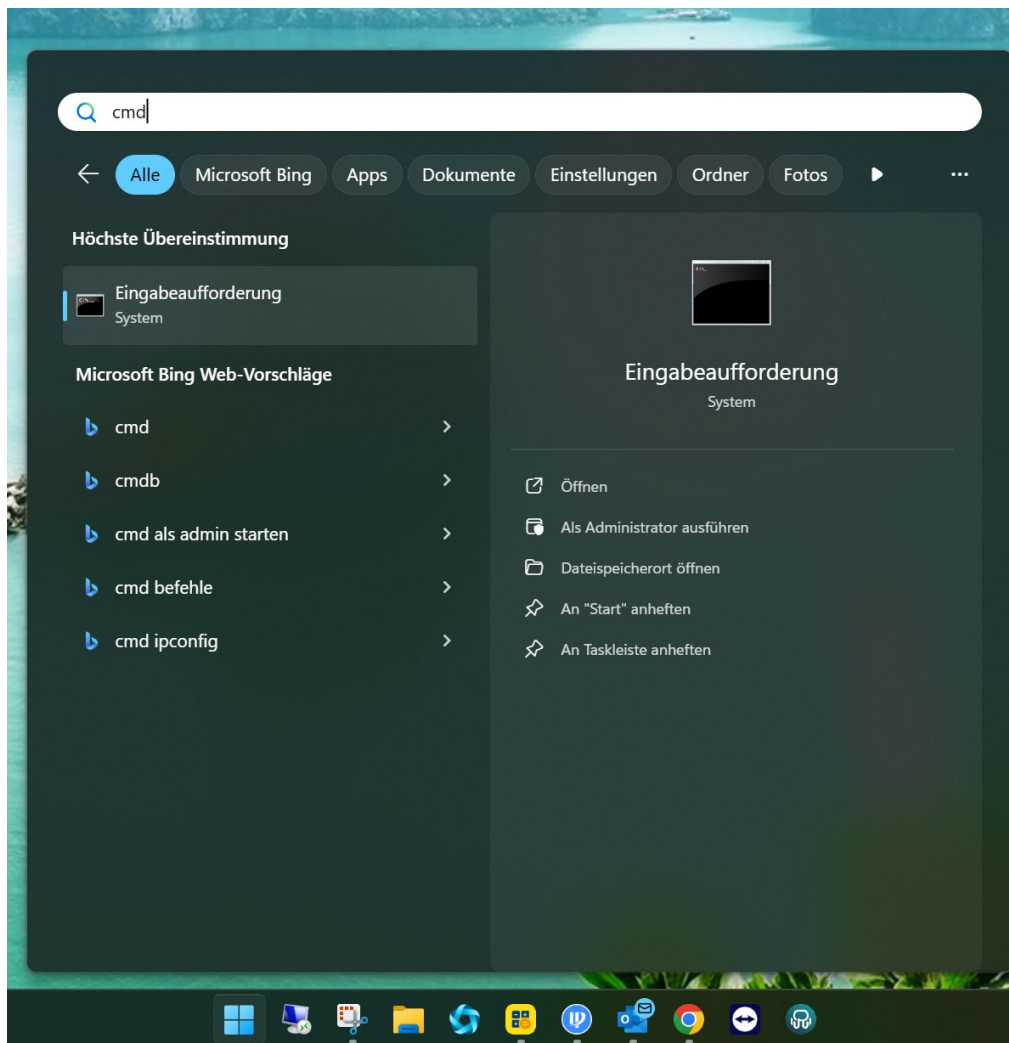 cmd
Alle Microsoft Bing Apps Dokumente Einstellungen Ordner Fotos
Höchste Übereinstimmung
Eingabeaufforderung
System
Microsoft Bing Web-Vorschläge
cmd
cmdb
cmd als admin starten
cmd befehle
cmd ipconfig
Eingabeaufforderung
System
Öffnen
Als Administrator ausführen
Dateispeicherort öffnen
An "Start" anheften
An Taskleiste anheften